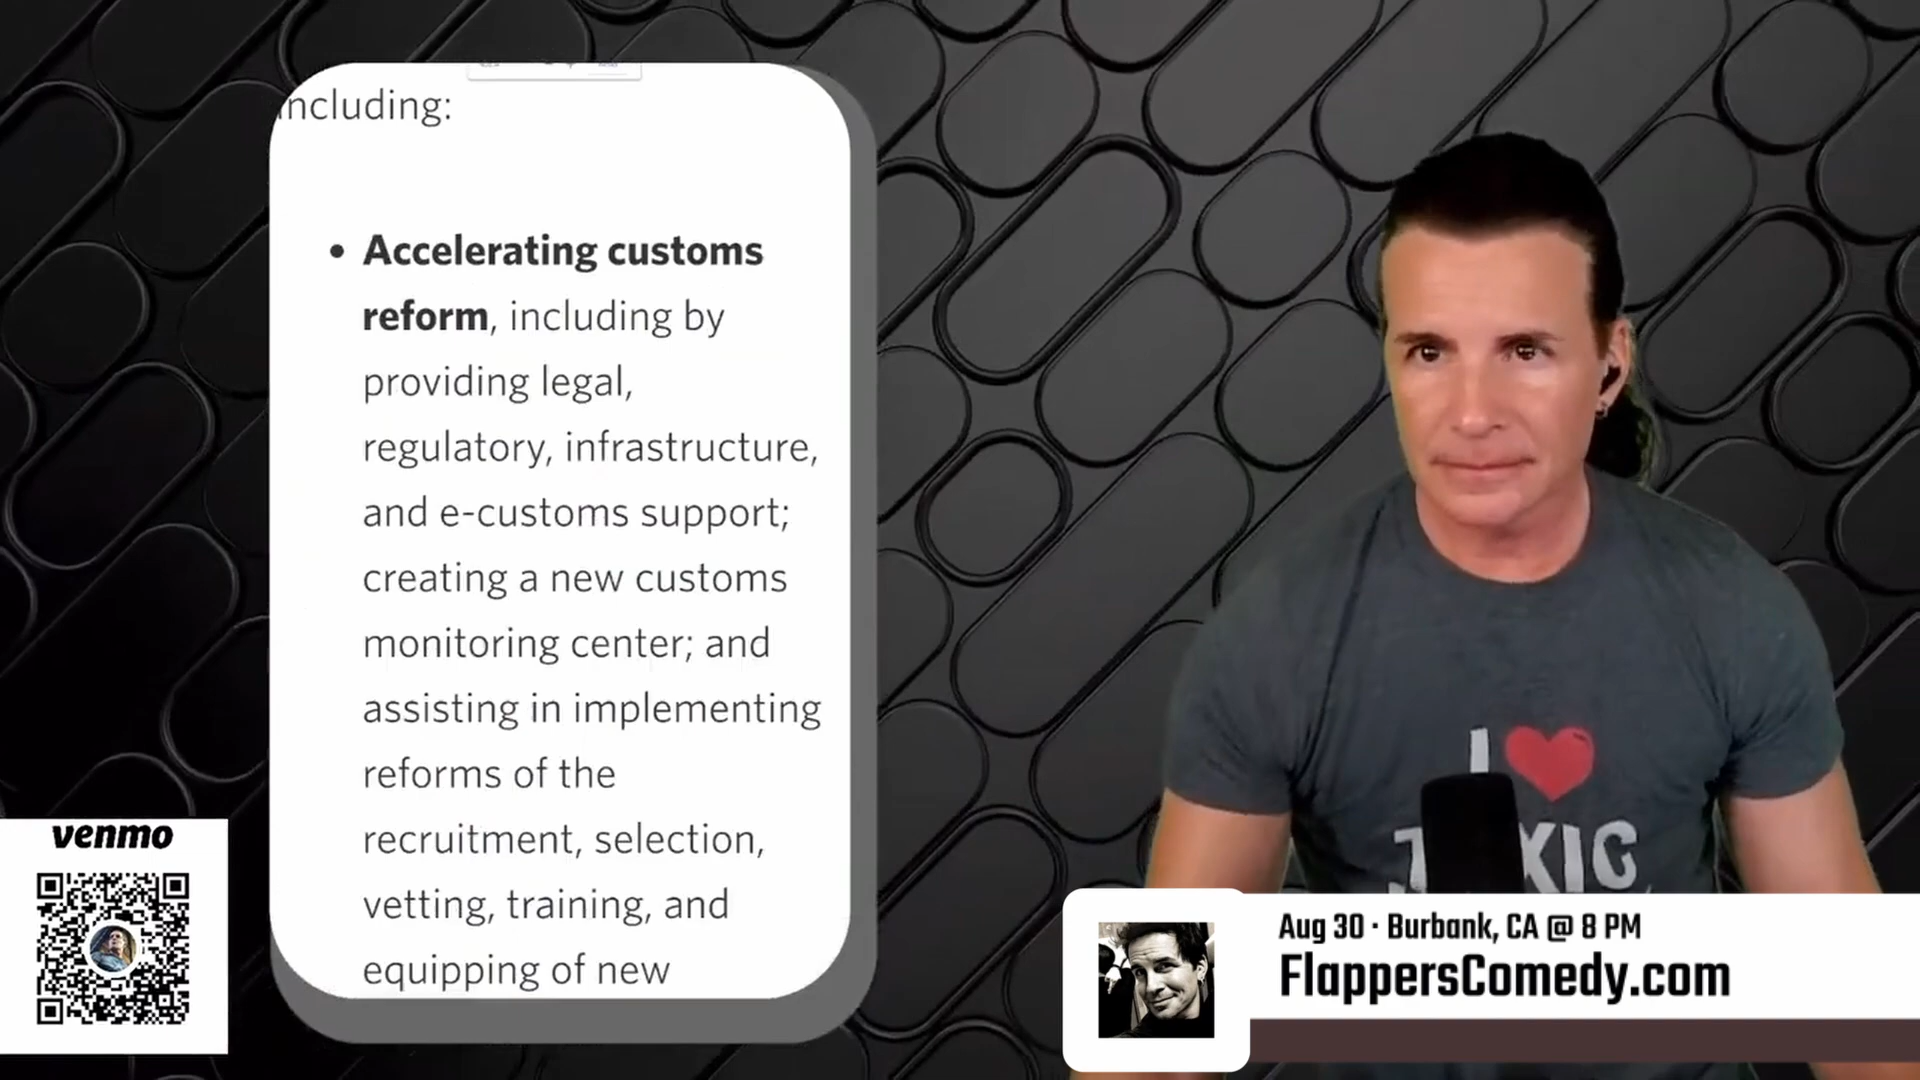 including:
• Accelerating customs
reform, including by
providing legal,
regulatory, infrastructure,
and e-customs support;
creating a new customs
monitoring center; and
assisting in implementing
reforms of the
recruitment, selection,
vetting, training, and
equipping of new
venmo
I
Aug 30 · Burbank, CA @ 8 PM
FlappersComedy.com